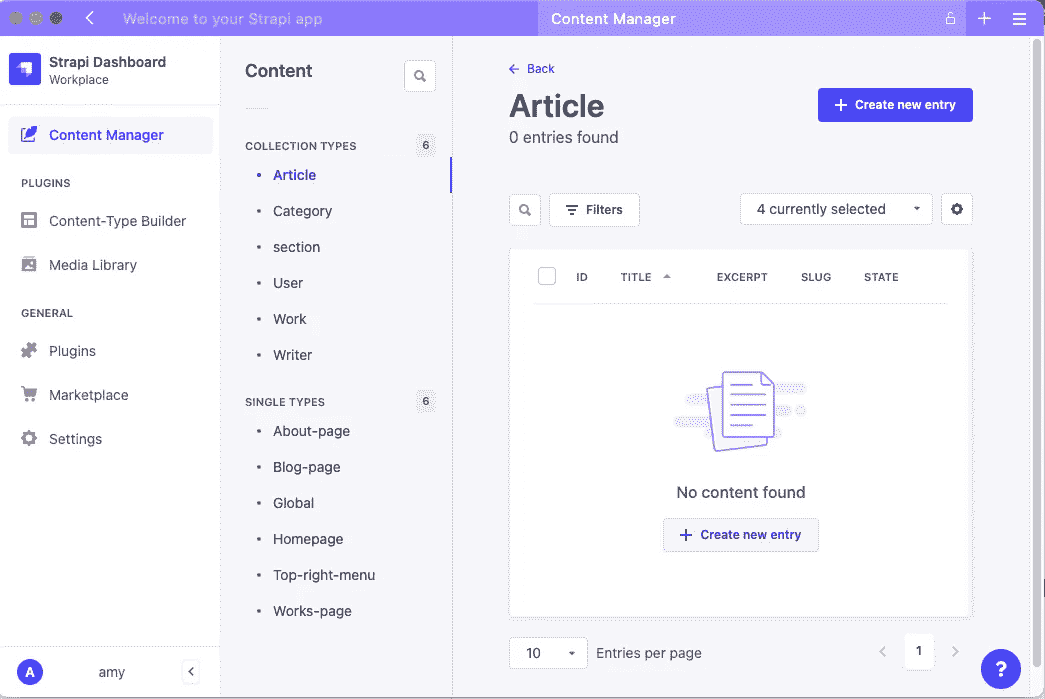 Welcome to your Strapi app
Content Manager
Strapi Dashboard
Workplace
Content Manager
PLUGINS
Content-Type Builder
Media Library
GENERAL
Plugins
Marketplace
Settings
A
amy
Content
COLLECTION TYPES 6
Article
Category
section
User
Work
Writer
SINGLE TYPES 6
About-page
Blog-page
Global
Homepage
Top-right-menu
Works-page
Back
Article
0 entries found
Create new entry
Filters
4 currently selected
ID TITLE EXCERPT SLUG STATE
No content found
Create new entry
10 Entries per page
1
?